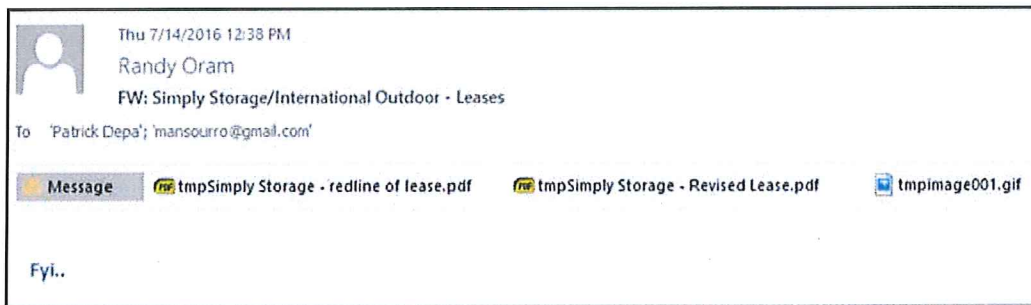 Thu 7/14/2016 12:38 PM
Randy Oram
FW: Simply Storage/International Outdoor - Leases
To 'Patrick Depa'; 'mansourro@gmail.com'
Message tmpSimply Storage - redline of lease.pdf tmpSimply Storage - Revised Lease.pdf tmpimage001.gif
Fyi..